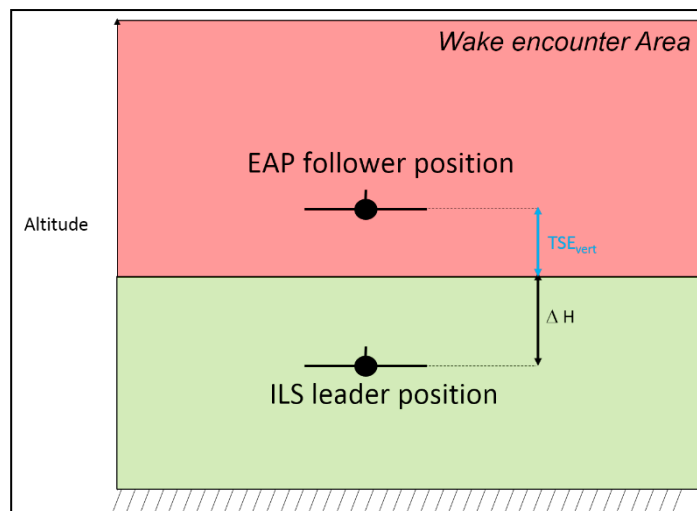 Wake encounter Area
EAP follower position
Altitude
TSEvert
Δ H
ILS leader position